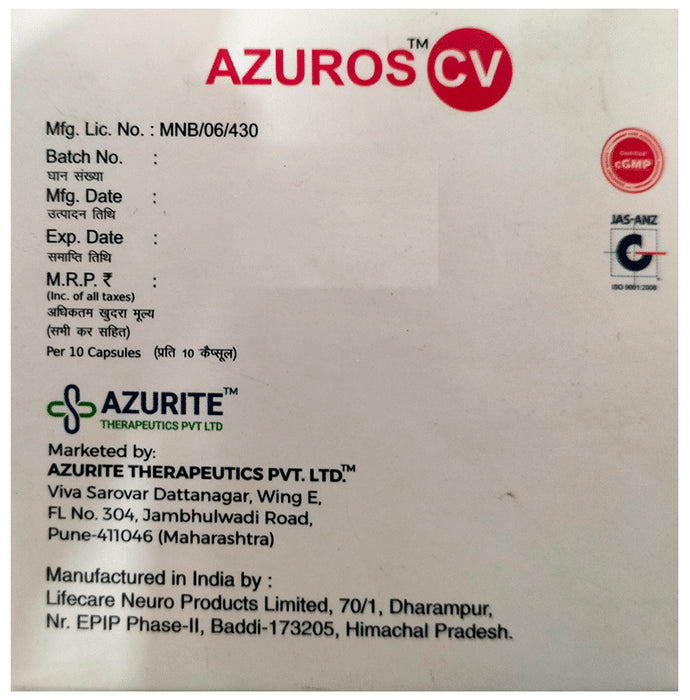 AZUROS™ CV
Mfg. Lic. No. : MNB/06/430
Batch No. :
घान संख्या
Mfg. Date :
उत्पादन तिथि
Exp. Date :
समाप्ति तिथि
M.R.P. ₹ :
(Inc. of all taxes)
अधिकतम खुदरा मूल्य
(सभी कर सहित)
Per 10 Capsules (प्रति 10 कैप्सूल)
cGMP
JAS-ANZ
ISO 9001:2008
AZURITE™
THERAPEUTICS PVT LTD
Marketed by:
AZURITE THERAPEUTICS PVT. LTD.™
Viva Sarovar Dattanagar, Wing E,
FL No. 304, Jambhulwadi Road,
Pune-411046 (Maharashtra)
Manufactured in India by :
Lifecare Neuro Products Limited, 70/1, Dharampur,
Nr. EPIP Phase-II, Baddi-173205, Himachal Pradesh.